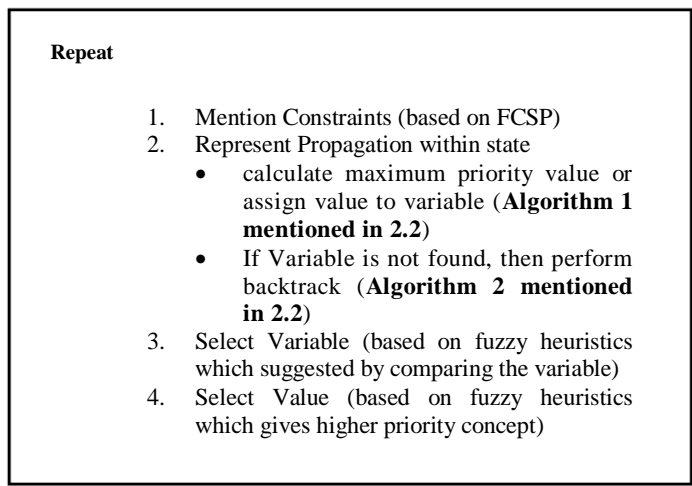 Repeat
1. Mention Constraints (based on FCSP)
2. Represent Propagation within state
• calculate maximum priority value or
assign value to variable (Algorithm 1
mentioned in 2.2)
• If Variable is not found, then perform
backtrack (Algorithm 2 mentioned
in 2.2)
3. Select Variable (based on fuzzy heuristics
which suggested by comparing the variable)
4. Select Value (based on fuzzy heuristics
which gives higher priority concept)